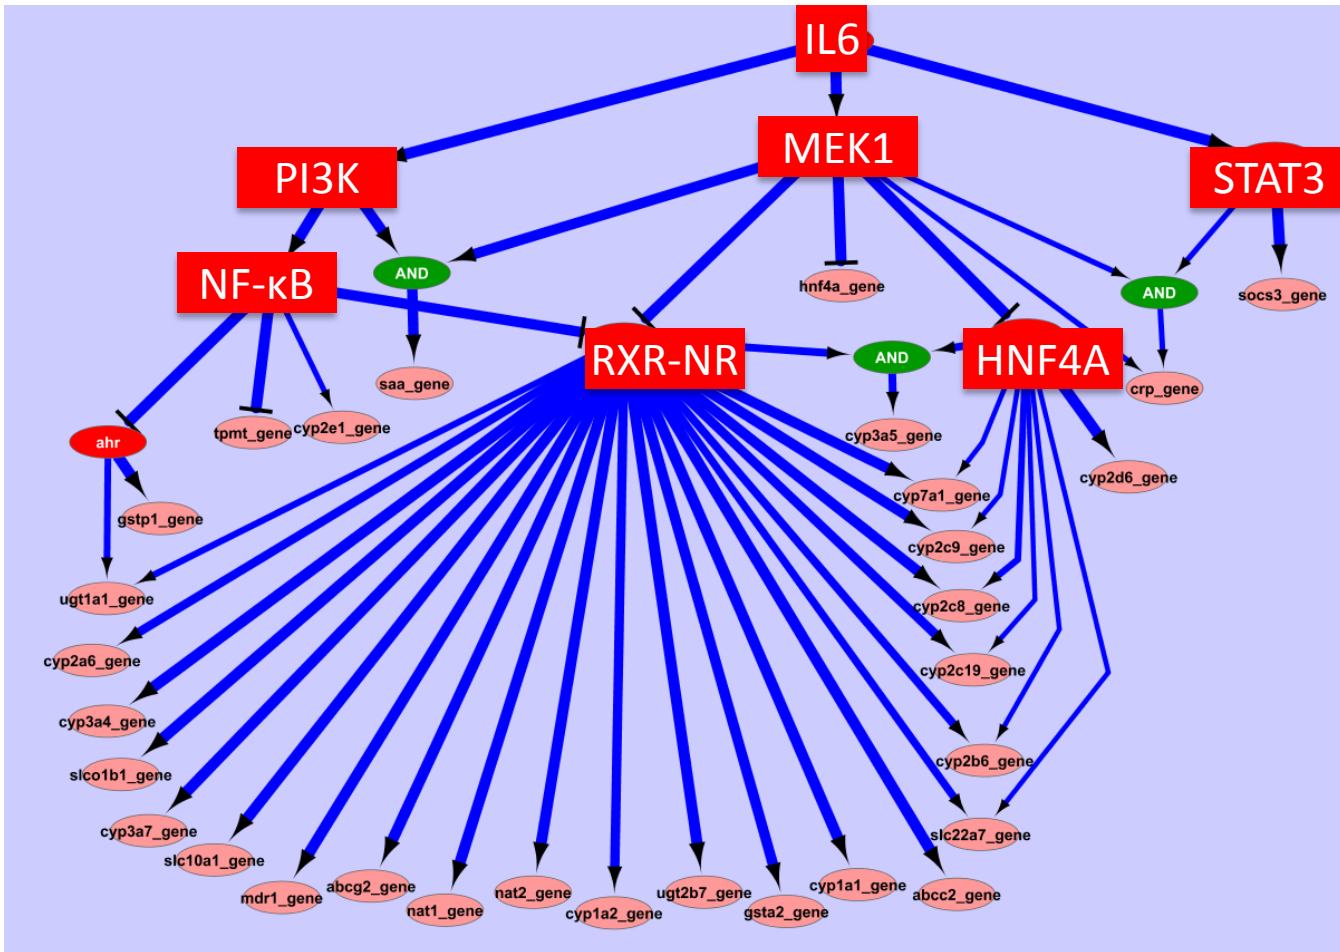 IL6
MEK1
PI3K
STAT3
NF-κB
AND
hnf4a_gene
AND
socs3_gene
RXR-NR
AND
HNF4A
saa_gene
crp_gene
ahr
tpmt_gene
cyp2e1_gene
cyp3a5_gene
cyp2d6_gene
gstp1_gene
cyp7a1_gene
cyp2c9_gene
ugt1a1_gene
cyp2c8_gene
cyp2a6_gene
cyp2c19_gene
cyp3a4_gene
slco1b1_gene
cyp2b6_gene
cyp3a7_gene
slc22a7_gene
slc10a1_gene
mdr1_gene
abcg2_gene
nat1_gene
nat2_gene
cyp1a2_gene
ugt2b7_gene
gsta2_gene
cyp1a1_gene
abcc2_gene